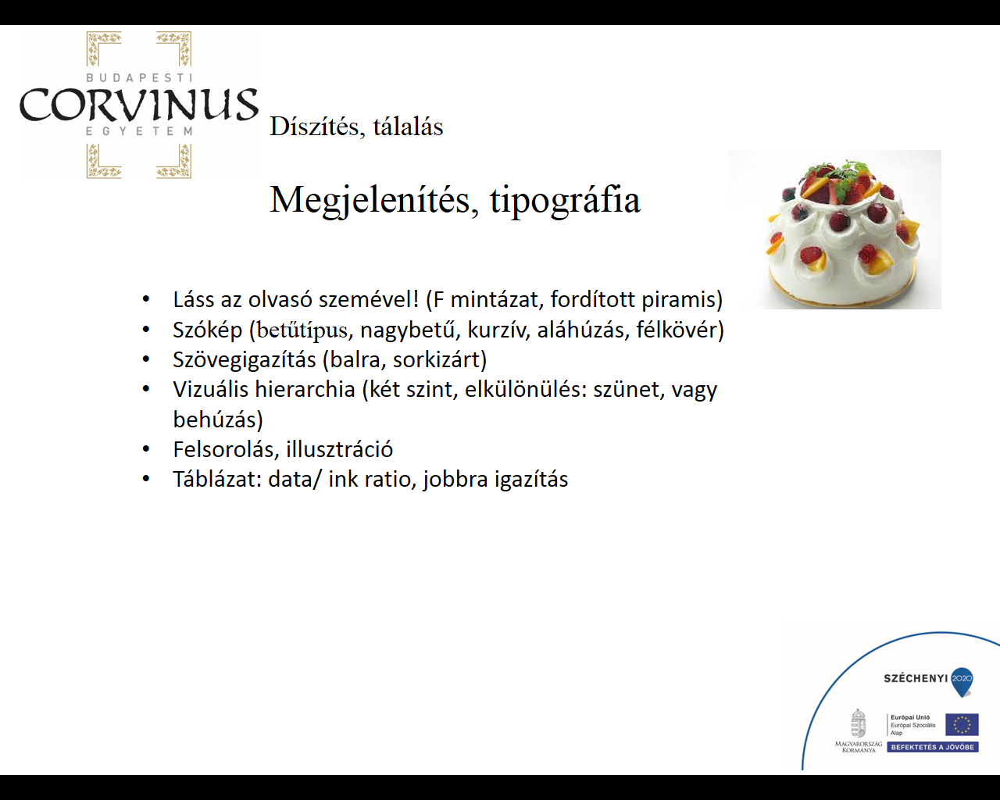 BUDAPESTI
CORVINUS
EGYETEM
Díszítés, tálalás
Megjelenítés, tipográfia
• Láss az olvasó szemével! (F mintázat, fordított piramis)
• Szókép (betűtípus, nagybetű, kurzív, aláhúzás, félkövér)
• Szövegigazítás (balra, sorkizárt)
• Vizuális hierarchia (két szint, elkülönülés: szünet, vagy
behúzás)
• Felsorolás, illusztráció
• Táblázat: data/ ink ratio, jobbra igazítás
SZÉCHENYI 2020
Európai Unió
Európai Szociális
Alap
MAGYARORSZÁG
KORMÁNYA
BEFEKTETÉS A JÖVŐBE